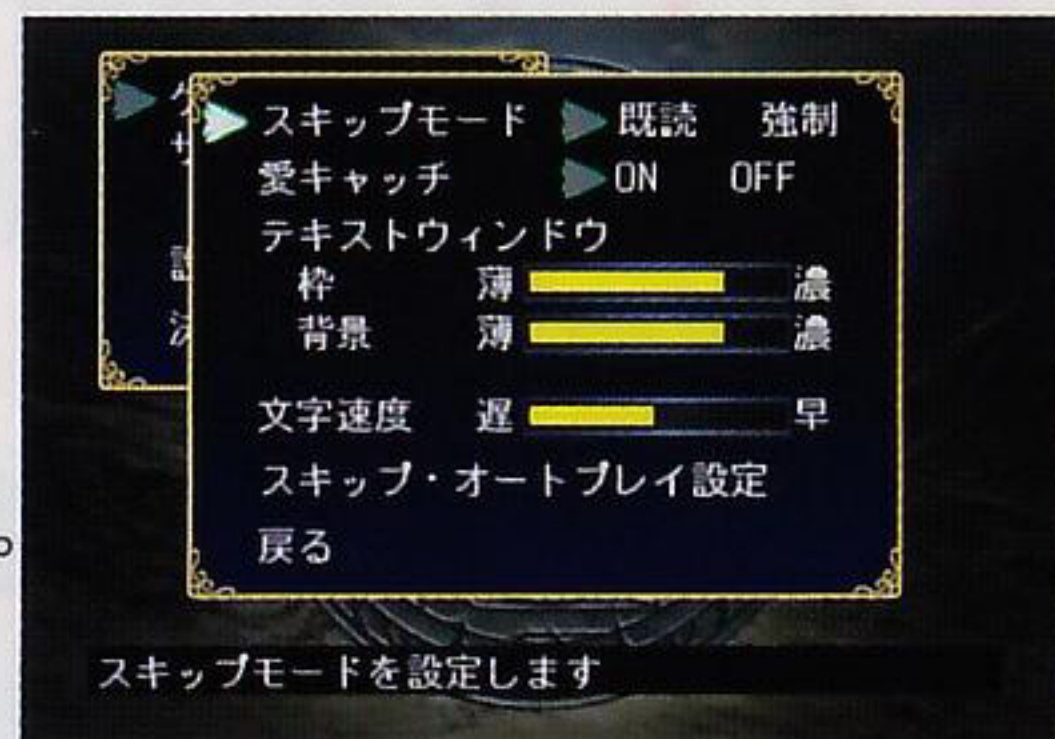 スキップモード 既読 強制
愛キャッチ ON OFF
テキストウィンドウ
枠 薄 濃
背景 薄 濃
文字速度 遅 早
スキップ・オートプレイ設定
戻る
スキップモードを設定します